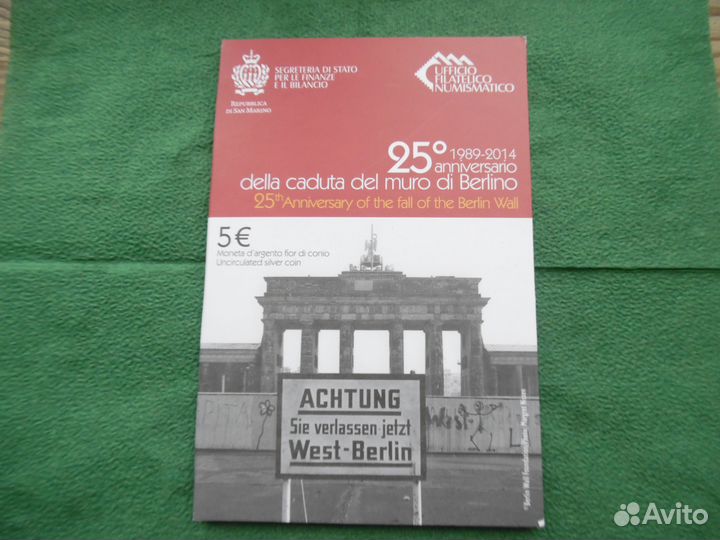 SEGRETERIA DI STATO
PER LE FINANZE
E IL BILANCIO
REPUBBLICA
DI SAN MARINO
UFFICIO
FILATELICO
NUMISMATICO
25° 1989-2014
anniversario
della caduta del muro di Berlino
25th Anniversary of the fall of the Berlin Wall
5 €
Moneta d'argento fior di conio
Uncirculated silver coin
ACHTUNG
Sie verlassen jetzt
West-Berlin
Avito